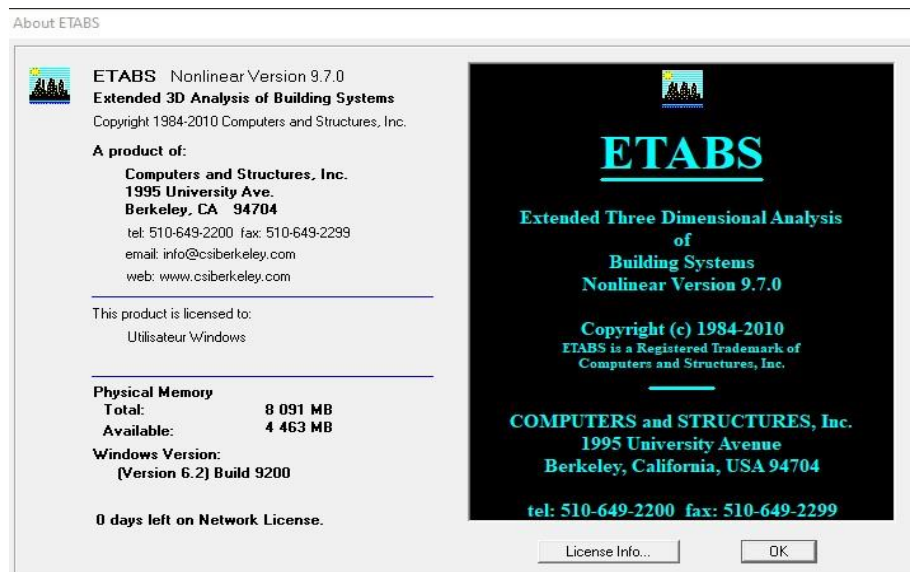 About ETABS
ETABS Nonlinear Version 9.7.0
Extended 3D Analysis of Building Systems
Copyright 1984-2010 Computers and Structures, Inc.
A product of:
Computers and Structures, Inc.
1995 University Ave.
Berkeley, CA 94704
tel: 510-649-2200 fax: 510-649-2299
email: info@csiberkeley.com
web: www.csiberkeley.com
This product is licensed to:
Utilisateur Windows
Physical Memory
Total: 8 091 MB
Available: 4 463 MB
Windows Version:
(Version 6.2) Build 9200
0 days left on Network License.
ETABS
Extended Three Dimensional Analysis
of
Building Systems
Nonlinear Version 9.7.0
Copyright (c) 1984-2010
ETABS is a Registered Trademark of
Computers and Structures, Inc.
COMPUTERS and STRUCTURES, Inc.
1995 University Avenue
Berkeley, California, USA 94704
tel: 510-649-2200 fax: 510-649-2299
License Info...
OK